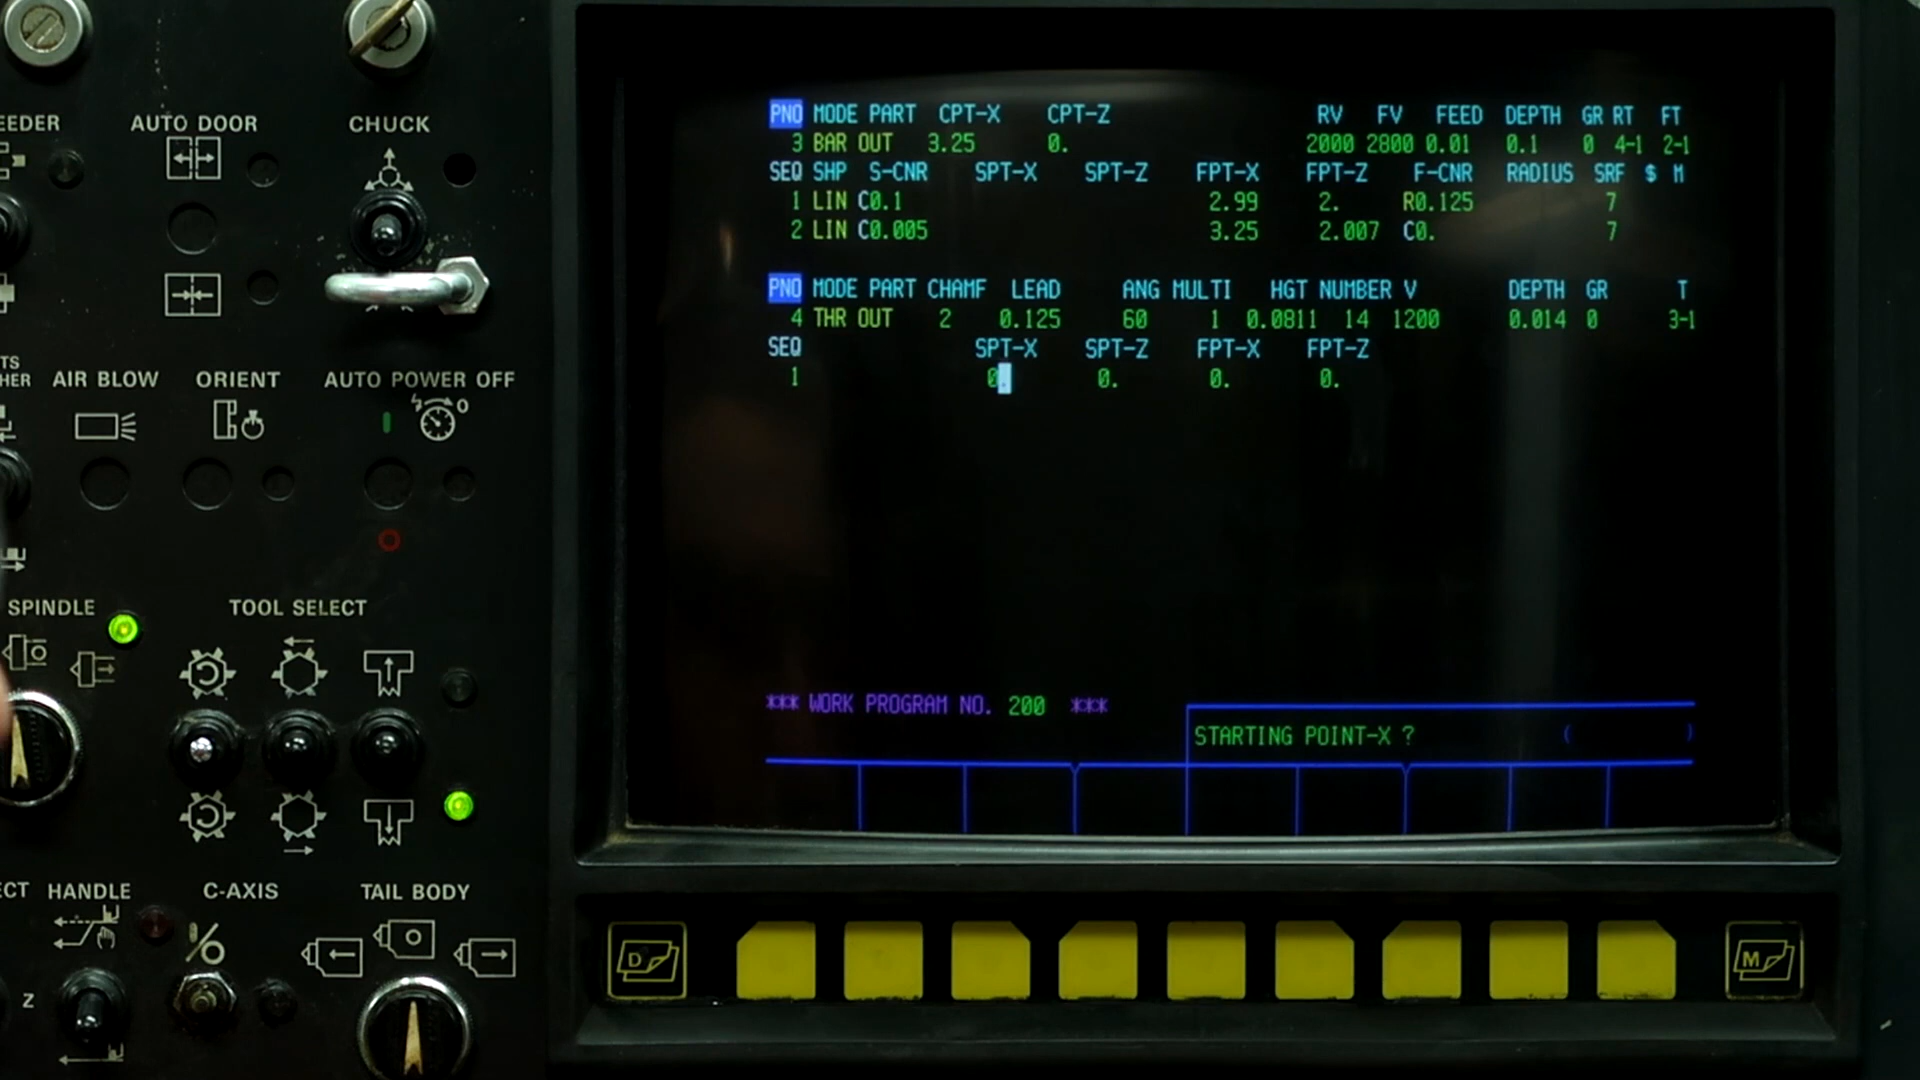 EEDER AUTO DOOR CHUCK
TS
HER AIR BLOW ORIENT AUTO POWER OFF
O
SPINDLE TOOL SELECT
ECT HANDLE C-AXIS TAIL BODY
Z
PNO MODE PART CPT-X CPT-Z RV FV FEED DEPTH GR RT FT
3 BAR OUT 3.25 0. 2000 2800 0.01 0.1 0 4-1 2-1
SEQ SHP S-CNR SPT-X SPT-Z FPT-X FPT-Z F-CNR RADIUS SRF $ M
1 LIN C0.1 2.99 2. R0.125 7
2 LIN C0.005 3.25 2.007 C0. 7
PNO MODE PART CHAMF LEAD ANG MULTI HGT NUMBER V DEPTH GR T
4 THR OUT 2 0.125 60 1 0.0811 14 1200 0.014 0 3-1
SEQ SPT-X SPT-Z FPT-X FPT-Z
1 0. 0. 0. 0.
*** WORK PROGRAM NO. 200 ***
STARTING POINT-X ? ( )
D M